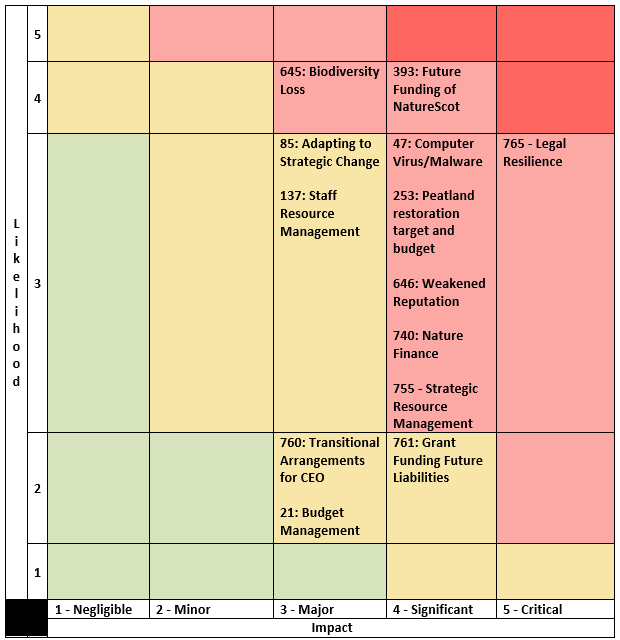 Likelihood
5
4
645: Biodiversity
Loss
393: Future
Funding of
NatureScot
3
85: Adapting to
Strategic Change
137: Staff
Resource
Management
47: Computer
Virus/Malware
253: Peatland
restoration
target and
budget
646: Weakened
Reputation
740: Nature
Finance
755 - Strategic
Resource
Management
765 - Legal
Resilience
2
760: Transitional
Arrangements
for CEO
21: Budget
Management
761: Grant
Funding Future
Liabilities
1
1 - Negligible
2 - Minor
3 - Major
4 - Significant
5 - Critical
Impact